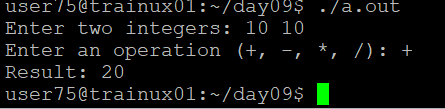 user75@trainux01:~/day09$ ./a.out
Enter two integers: 10 10
Enter an operation (+, -, *, /): +
Result: 20
user75@trainux01:~/day09$